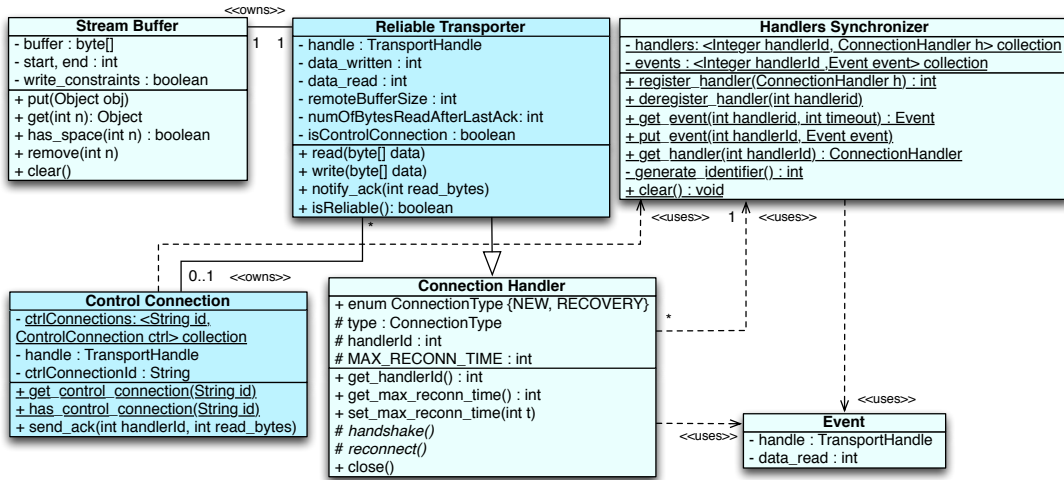 Stream Buffer
- buffer : byte[]
- start, end : int
- write_constraints : boolean
+ put(Object obj)
+ get(int n): Object
+ has_space(int n) : boolean
+ remove(int n)
+ clear()
<<owns>>
1
1
Reliable Transporter
- handle : TransportHandle
- data_written : int
- data_read : int
- remoteBufferSize : int
- numOfBytesReadAfterLastAck: int
- isControlConnection : boolean
+ read(byte[] data)
+ write(byte[] data)
+ notify_ack(int read_bytes)
+ isReliable(): boolean
Handlers Synchronizer
- handlers: <Integer handlerId, ConnectionHandler h> collection
- events : <Integer handlerId ,Event event> collection
+ register_handler(ConnectionHandler h) : int
+ deregister_handler(int handlerid)
+ get_event(int handlerid, int timeout) : Event
+ put_event(int handlerId, Event event)
+ get_handler(int handlerId) : ConnectionHandler
- generate_identifier() : int
+ clear() : void
<<uses>>
1
<<uses>>
*
0..1
<<owns>>
Control Connection
- ctrlConnections: <String id,
ControlConnection ctrl> collection
- handle : TransportHandle
- ctrlConnectionId : String
+ get_control_connection(String id)
+ has_control_connection(String id)
+ send_ack(int handlerId, int read_bytes)
Connection Handler
+ enum ConnectionType {NEW, RECOVERY}
# type : ConnectionType
# handlerId : int
# MAX_RECONN_TIME : int
+ get_handlerId() : int
+ get_max_reconn_time() : int
+ set_max_reconn_time(int t)
# handshake()
# reconnect()
+ close()
*
<<uses>>
<<uses>>
Event
- handle : TransportHandle
- data_read : int